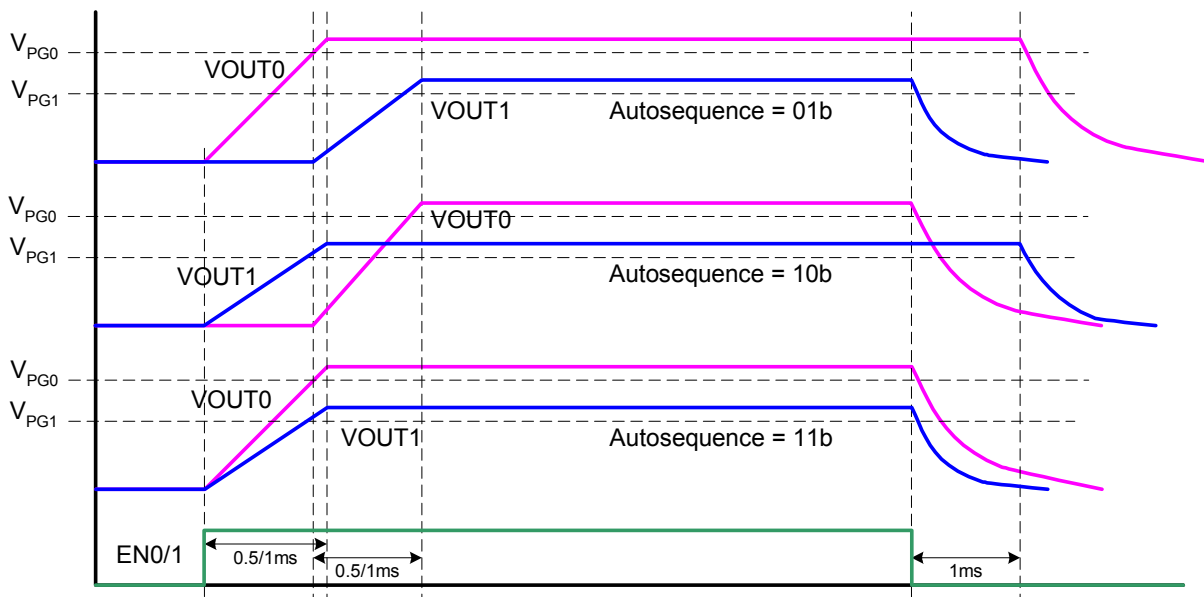 VPG0
VOUT0
VPG1
VOUT1
Autosequence = 01b
VPG0
VOUT0
VPG1
VOUT1
Autosequence = 10b
VPG0
VOUT0
VPG1
VOUT1
Autosequence = 11b
EN0/1
0.5/1ms
0.5/1ms
1ms